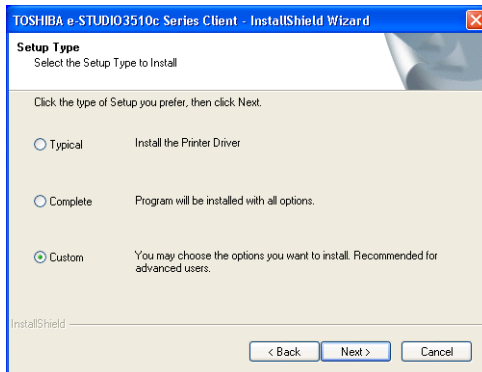 TOSHIBA e-STUDIO3510c Series Client - InstallShield Wizard
Setup Type
Select the Setup Type to Install
Click the type of Setup you prefer, then click Next.
Typical Install the Printer Driver
Complete Program will be installed with all options.
Custom You may choose the options you want to install. Recommended for
advanced users.
InstallShield
< Back Next > Cancel